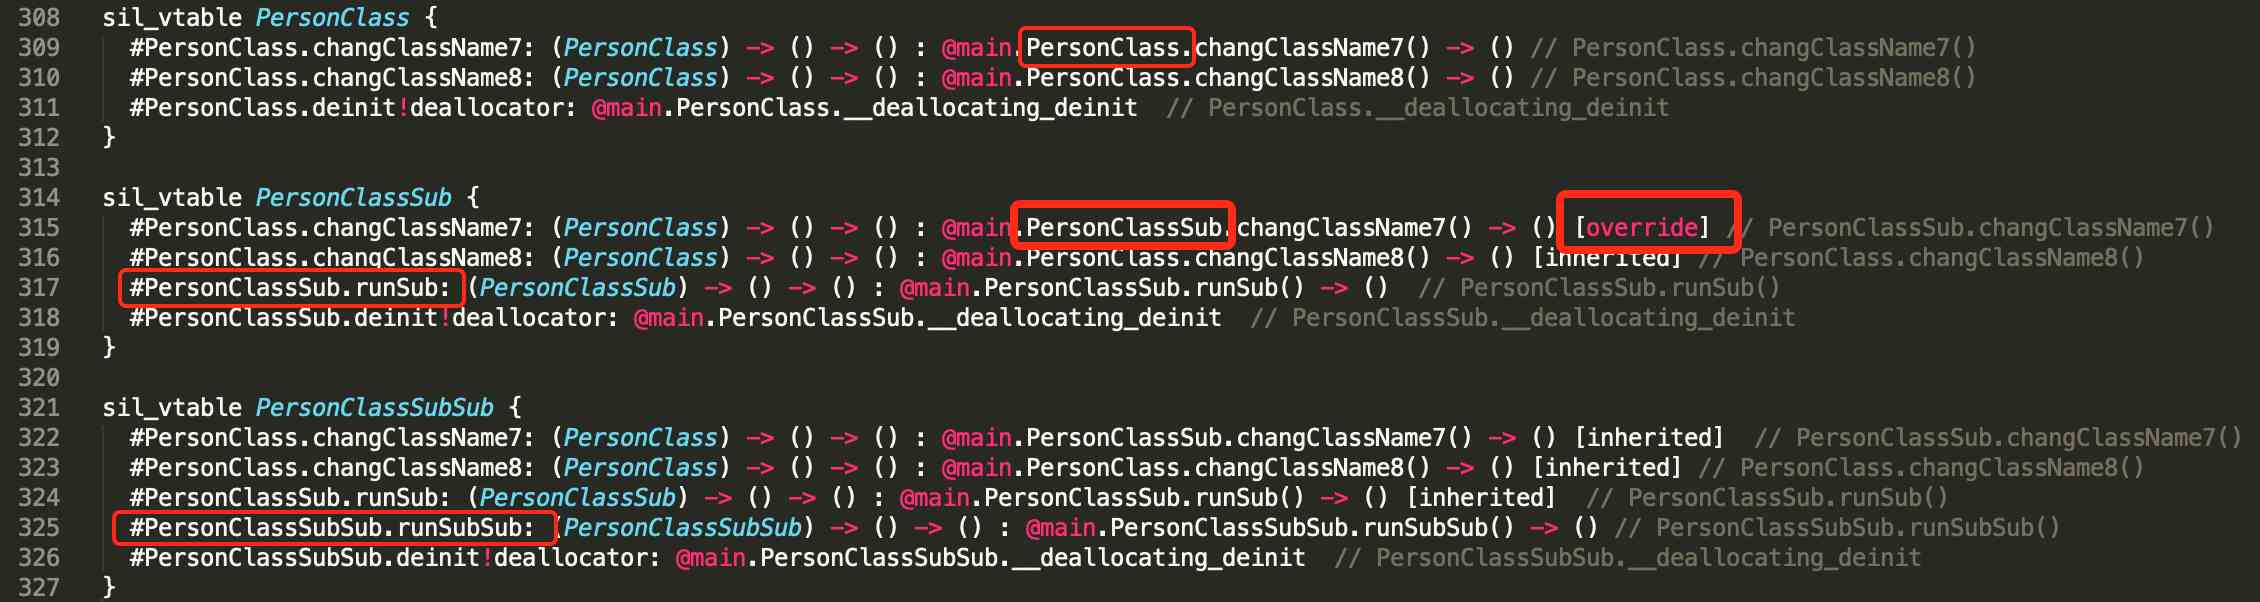 308 sil_vtable PersonClass {
309 #PersonClass.changClassName7: (PersonClass) -> () -> () : @main.PersonClass.changClassName7() -> () // PersonClass.changClassName7()
310 #PersonClass.changClassName8: (PersonClass) -> () -> () : @main.PersonClass.changClassName8() -> () // PersonClass.changClassName8()
311 #PersonClass.deinit!deallocator: @main.PersonClass.__deallocating_deinit // PersonClass.__deallocating_deinit
312 }
313
314 sil_vtable PersonClassSub {
315 #PersonClass.changClassName7: (PersonClass) -> () -> () : @main.PersonClassSub.changClassName7() -> () [override] // PersonClassSub.changClassName7()
316 #PersonClass.changClassName8: (PersonClass) -> () -> () : @main.PersonClass.changClassName8() -> () [inherited] // PersonClass.changClassName8()
317 #PersonClassSub.runSub: (PersonClassSub) -> () -> () : @main.PersonClassSub.runSub() -> () // PersonClassSub.runSub()
318 #PersonClassSub.deinit!deallocator: @main.PersonClassSub.__deallocating_deinit // PersonClassSub.__deallocating_deinit
319 }
320
321 sil_vtable PersonClassSubSub {
322 #PersonClass.changClassName7: (PersonClass) -> () -> () : @main.PersonClassSub.changClassName7() -> () [inherited] // PersonClassSub.changClassName7()
323 #PersonClass.changClassName8: (PersonClass) -> () -> () : @main.PersonClass.changClassName8() -> () [inherited] // PersonClass.changClassName8()
324 #PersonClassSub.runSub: (PersonClassSub) -> () -> () : @main.PersonClassSub.runSub() -> () [inherited] // PersonClassSub.runSub()
325 #PersonClassSubSub.runSubSub: (PersonClassSubSub) -> () -> () : @main.PersonClassSubSub.runSubSub() -> () // PersonClassSubSub.runSubSub()
326 #PersonClassSubSub.deinit!deallocator: @main.PersonClassSubSub.__deallocating_deinit // PersonClassSubSub.__deallocating_deinit
327 }